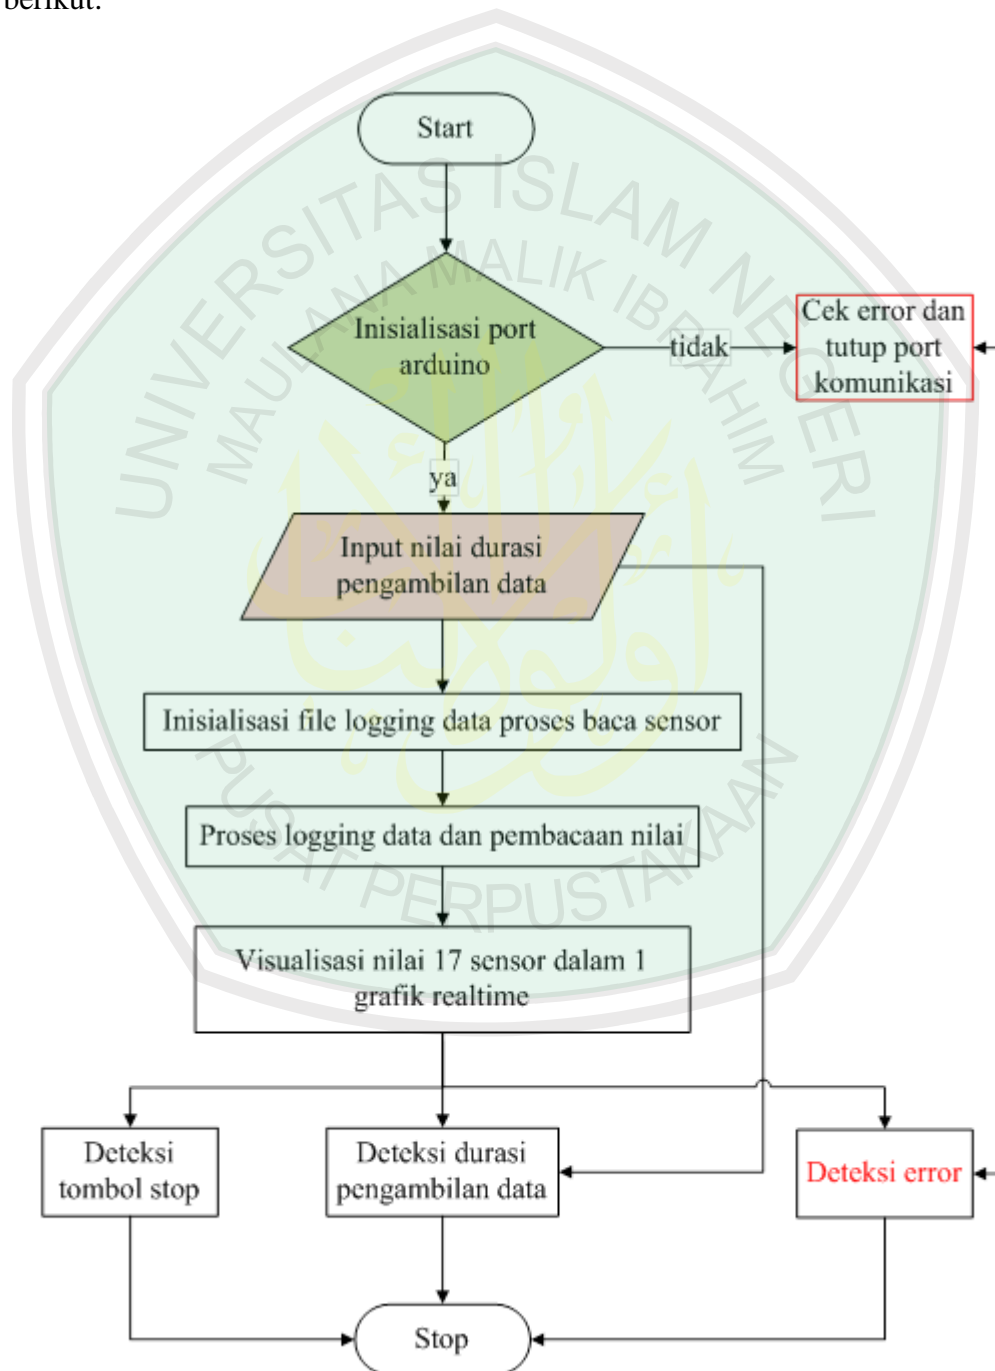 berikut:
Start
Inisialisasi port
arduino
tidak
Cek error dan
tutup port
komunikasi
ya
Input nilai durasi
pengambilan data
Inisialisasi file logging data proses baca sensor
Proses logging data dan pembacaan nilai
Visualisasi nilai 17 sensor dalam 1
grafik realtime
Deteksi
tombol stop
Deteksi durasi
pengambilan data
Deteksi error
Stop
UNIVERSITAS ISLAM NEGERI
MAULANA MALIK IBRAHIM
PUSAT PERPUSTAKAAN